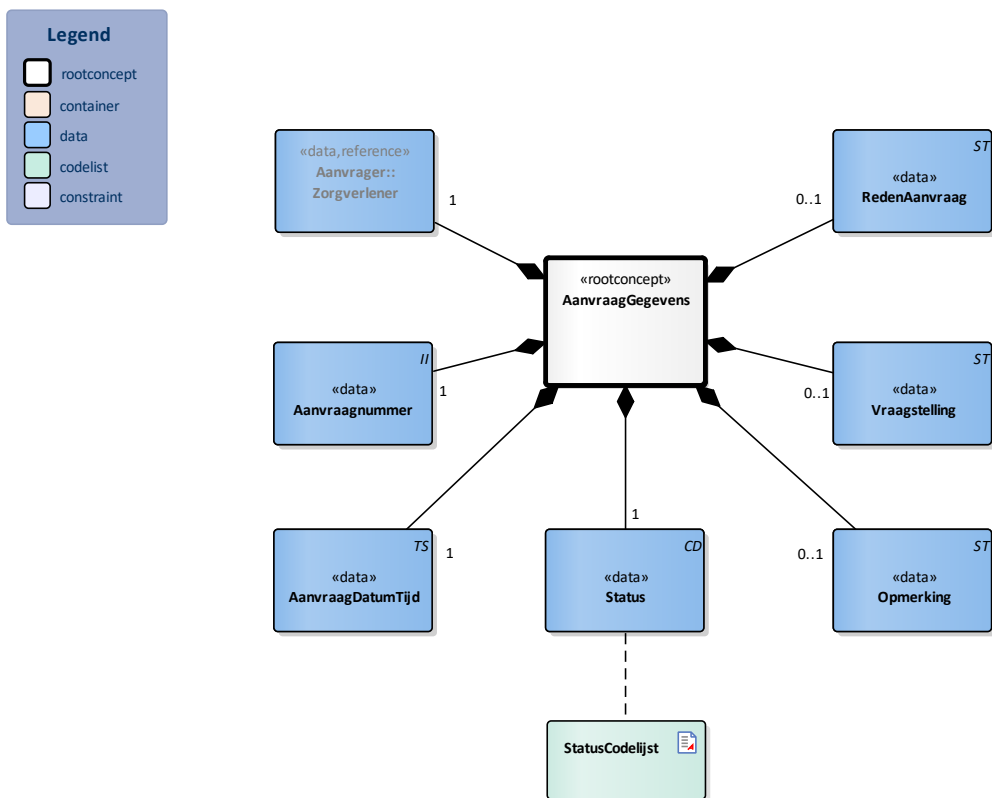 Legend
rootconcept
container
data
codelist
constraint
«data,reference»
Aanvrager::
Zorgverlener
1
ST
«data»
RedenAanvraag
0..1
«rootconcept»
AanvraagGegevens
II
«data»
Aanvraagnummer
1
ST
«data»
Vraagstelling
0..1
TS
«data»
AanvraagDatumTijd
1
CD
«data»
Status
1
ST
«data»
Opmerking
0..1
StatusCodelijst